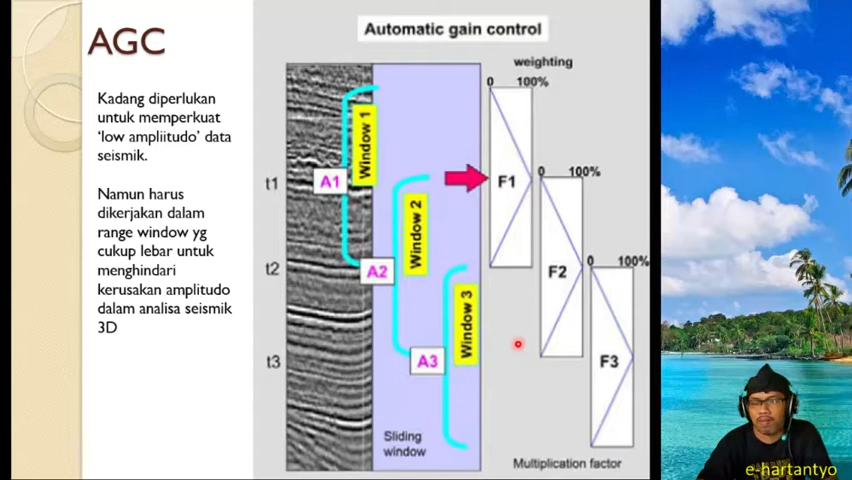 AGC
Kadang diperlukan
untuk memperkuat
'low ampliitudo' data
seismik.
Namun harus
dikerjakan dalam
range window yg
cukup lebar untuk
menghindari
kerusakan amplitudo
dalam analisa seismik
3D
Automatic gain control
weighting
0 100%
Window 1
t1
A1
F1
Window 2
0 100%
t2
A2
F2
Window 3
0 100%
t3
A3
F3
Sliding
window
Multiplication factor
e-hartantyo